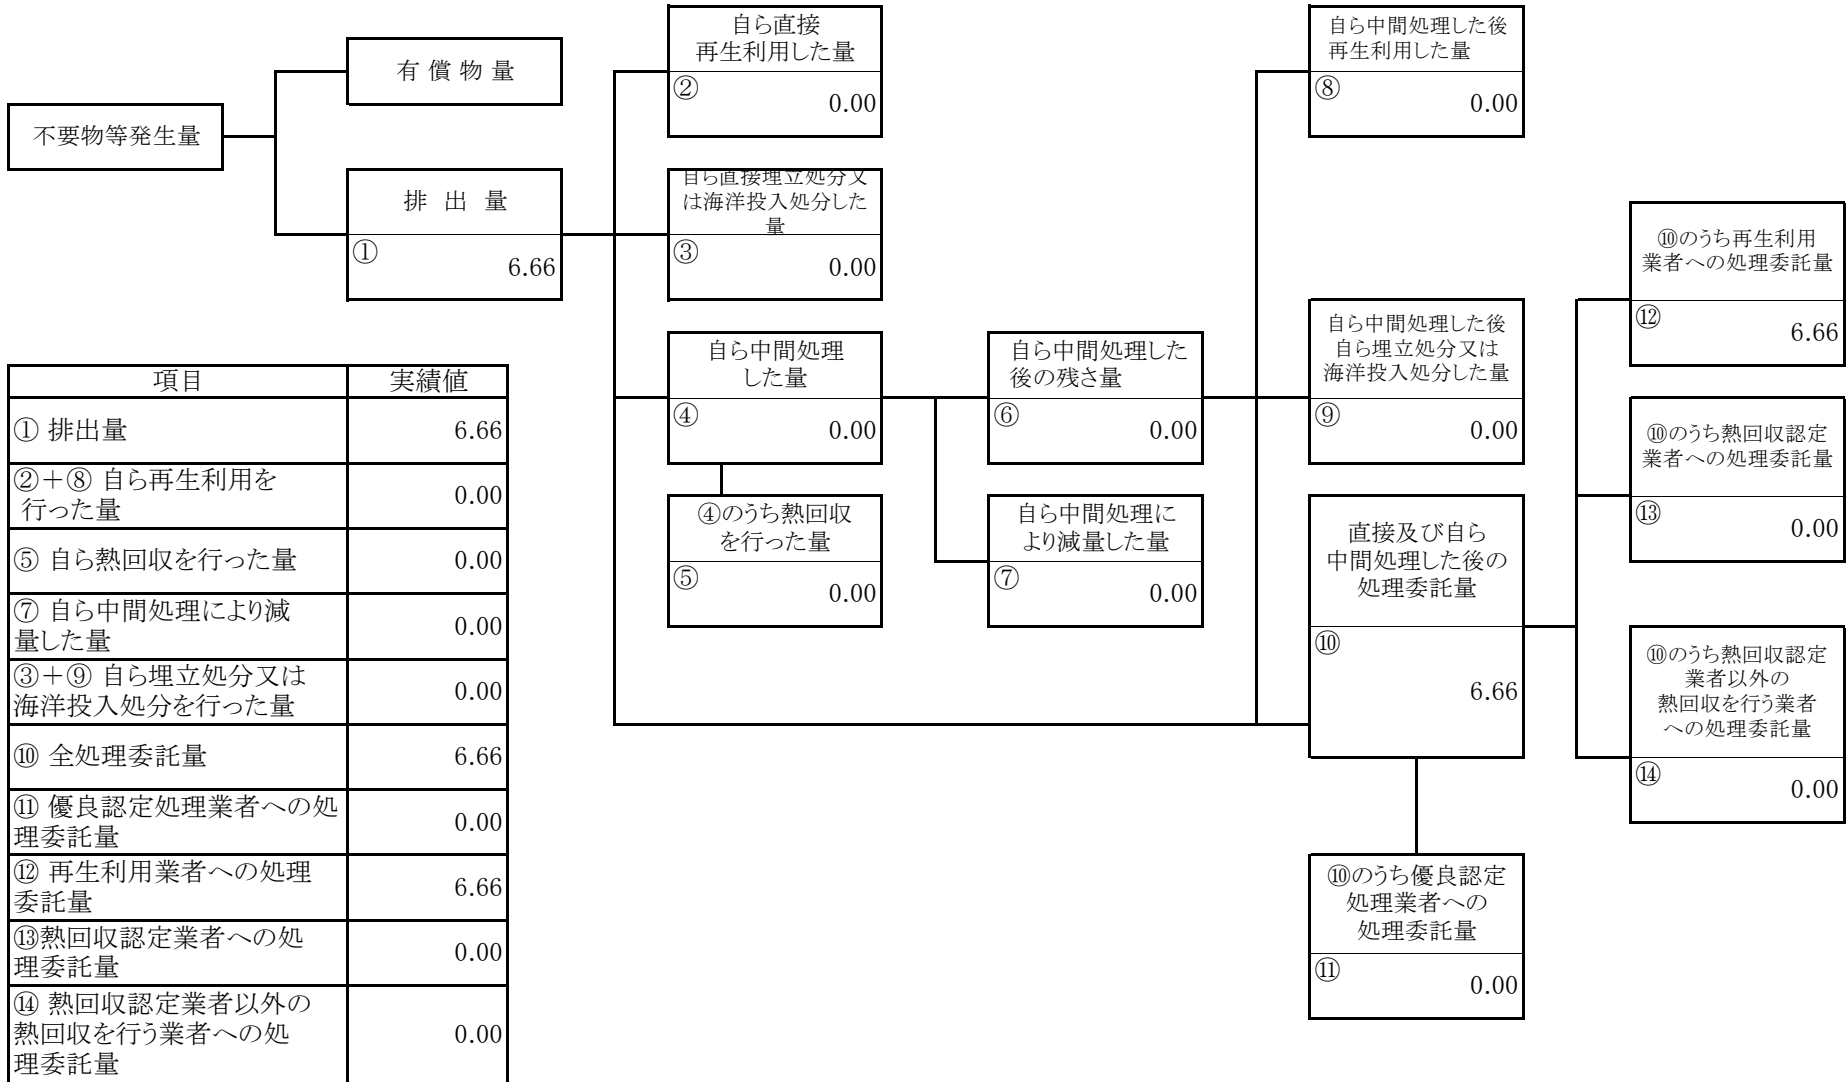 不要物等発生量
有 償 物 量
排 出 量
①
6.66
自ら直接
再生利用した量
②
0.00
自ら直接埋立処分又
は海洋投入処分した
量
③
0.00
自ら中間処理
した量
④
0.00
④のうち熱回収
を行った量
⑤
0.00
自ら中間処理した
後の残さ量
⑥
0.00
自ら中間処理に
より減量した量
⑦
0.00
自ら中間処理した後
再生利用した量
⑧
0.00
自ら中間処理した後
自ら埋立処分又は
海洋投入処分した量
⑨
0.00
直接及び自ら
中間処理した後の
処理委託量
⑩
6.66
⑩のうち優良認定
処理業者への
処理委託量
⑪
0.00
⑩のうち再生利用
業者への処理委託量
⑫
6.66
⑩のうち熱回収認定
業者への処理委託量
⑬
0.00
⑩のうち熱回収認定
業者以外の
熱回収を行う業者
への処理委託量
⑭
0.00
項目 実績値
① 排出量 6.66
②＋⑧ 自ら再生利用を
行った量 0.00
⑤ 自ら熱回収を行った量 0.00
⑦ 自ら中間処理により減
量した量 0.00
③＋⑨ 自ら埋立処分又は
海洋投入処分を行った量 0.00
⑩ 全処理委託量 6.66
⑪ 優良認定処理業者への処
理委託量 0.00
⑫ 再生利用業者への処理
委託量 6.66
⑬熱回収認定業者への処
理委託量 0.00
⑭ 熱回収認定業者以外の
熱回収を行う業者への処
理委託量 0.00